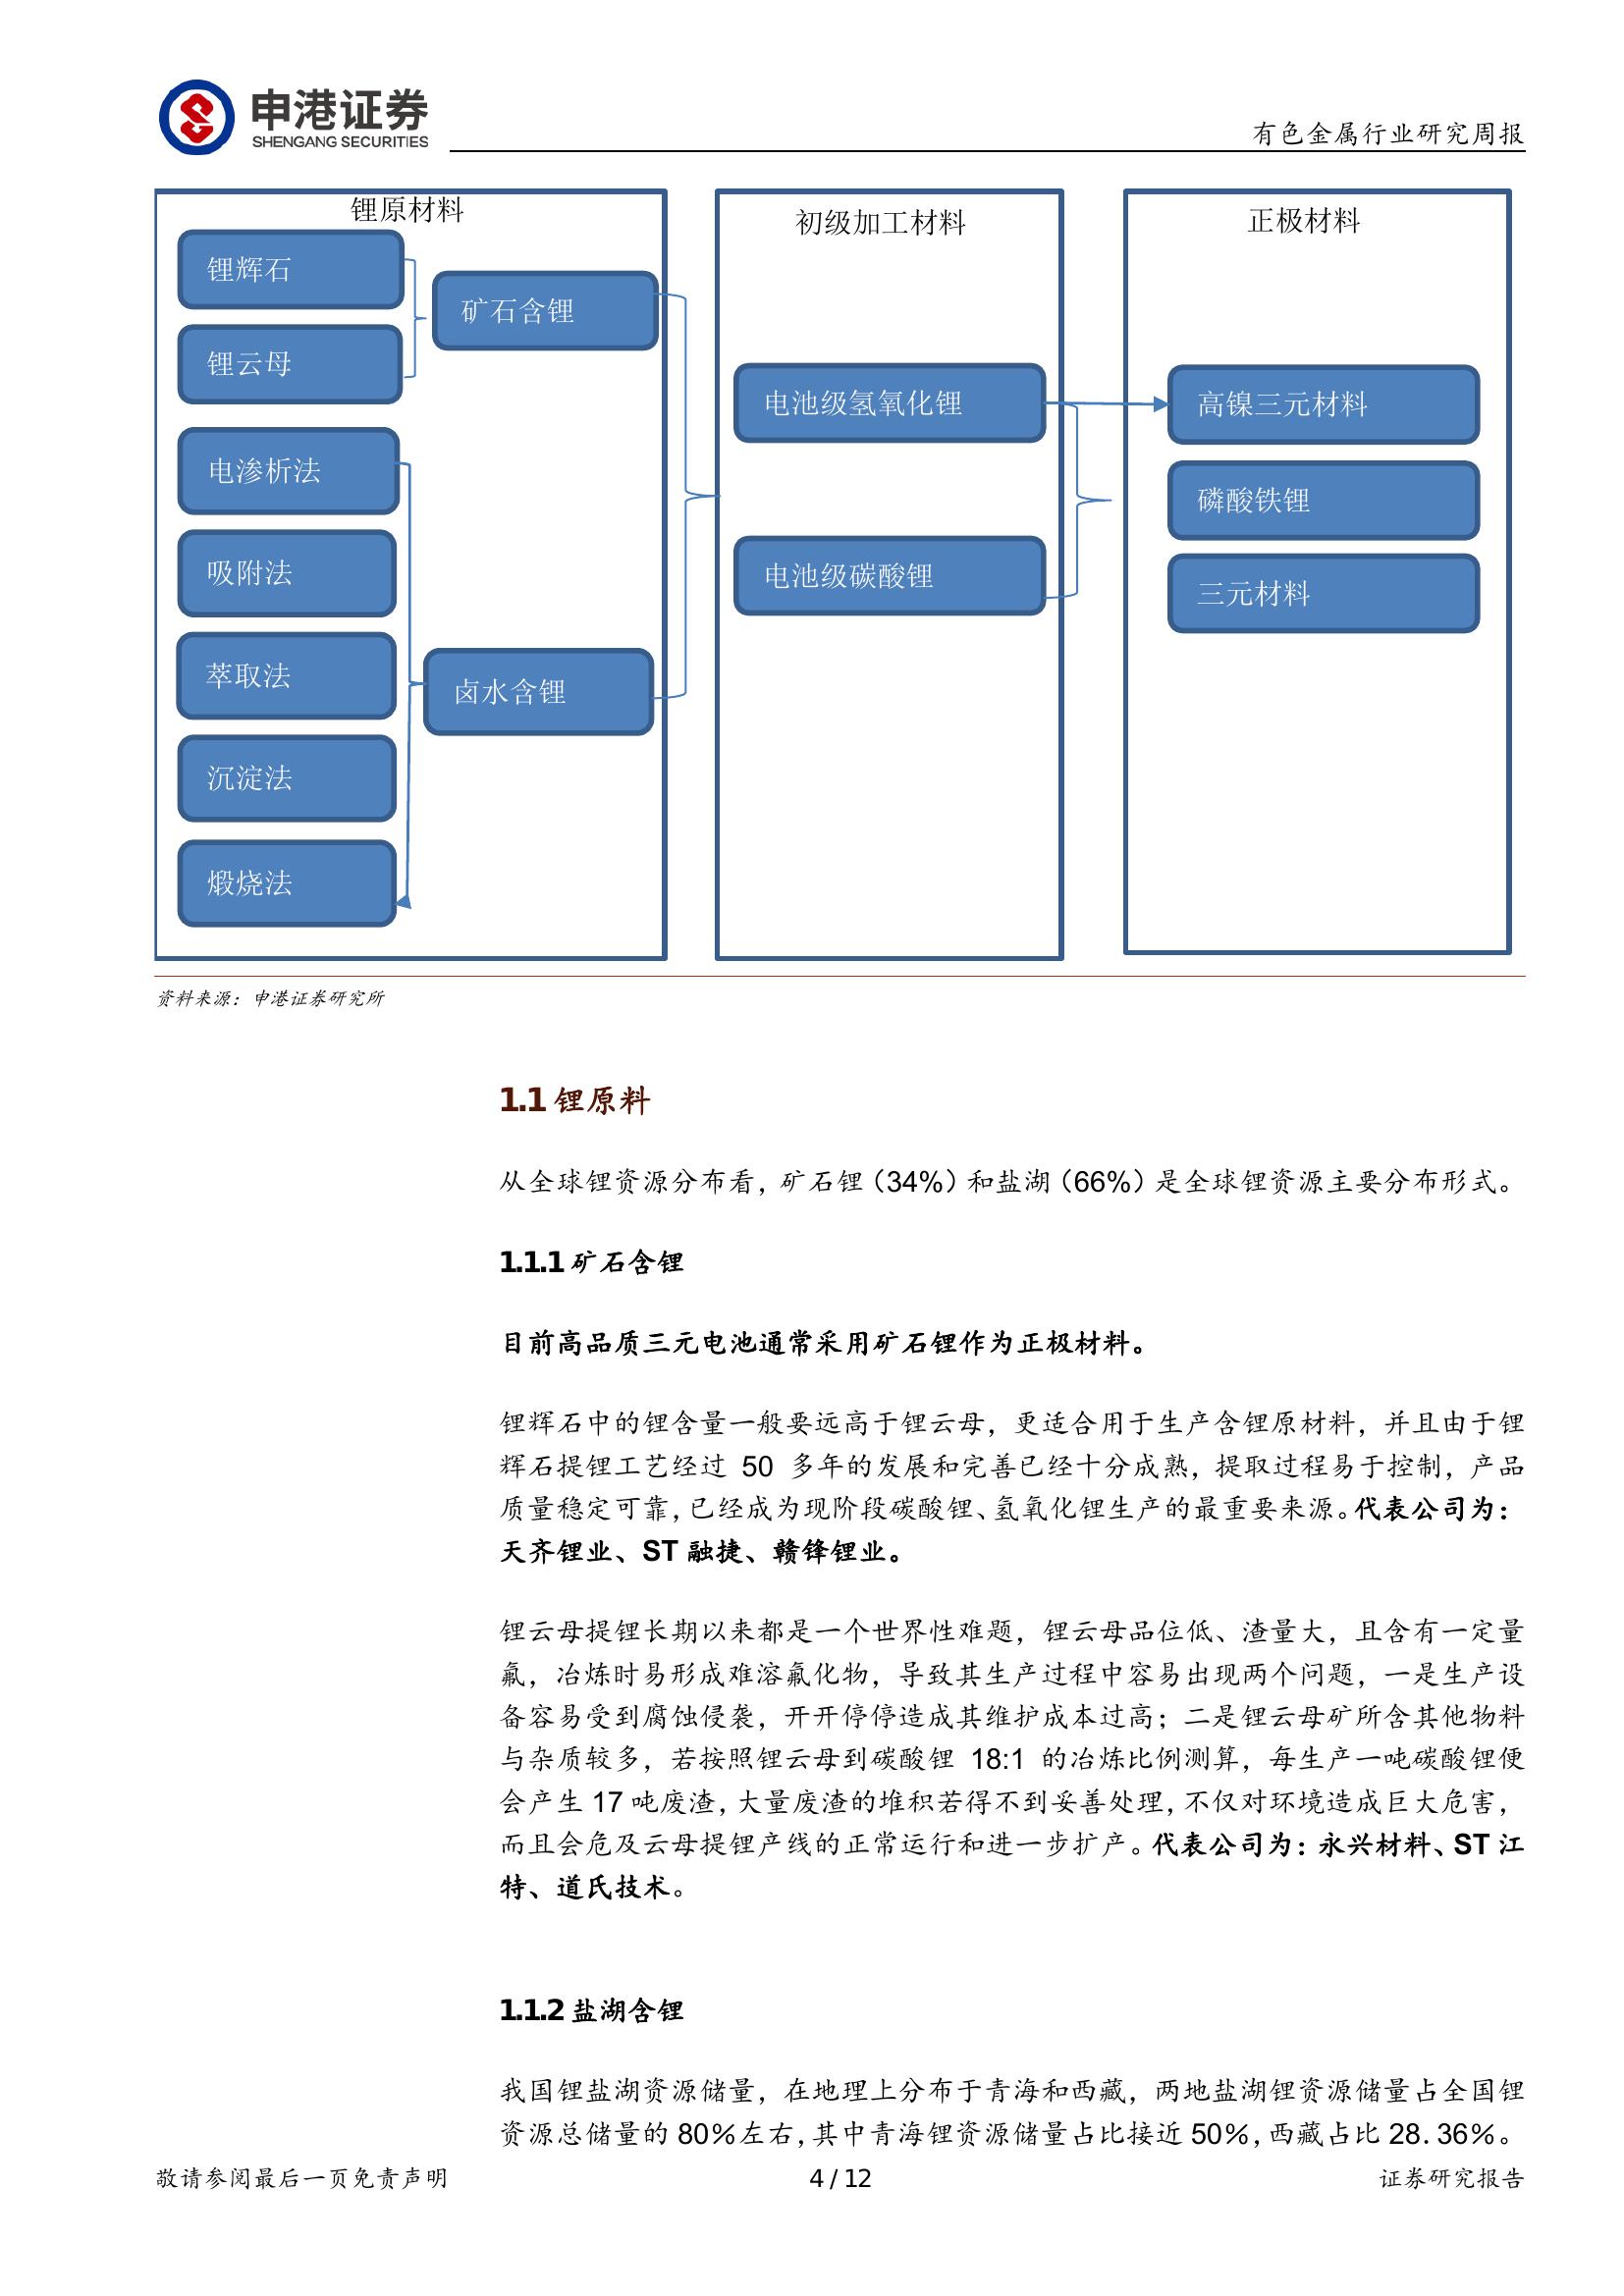 申港证券
SHENGANG SECURITIES
有色金属行业研究周报
锂原材料
锂辉石
锂云母
矿石含锂
电渗析法
吸附法
萃取法
沉淀法
煅烧法
卤水含锂
初级加工材料
电池级氢氧化锂
电池级碳酸锂
正极材料
高镍三元材料
磷酸铁锂
三元材料
资料来源：申港证券研究所
1.1 锂原料
从全球锂资源分布看，矿石锂（34%）和盐湖（66%）是全球锂资源主要分布形式。
1.1.1 矿石含锂
目前高品质三元电池通常采用矿石锂作为正极材料。
锂辉石中的锂含量一般要远高于锂云母，更适合用于生产含锂原材料，并且由于锂
辉石提锂工艺经过 50 多年的发展和完善已经十分成熟，提取过程易于控制，产品
质量稳定可靠，已经成为现阶段碳酸锂、氢氧化锂生产的最重要来源。代表公司为：
天齐锂业、ST 融捷、赣锋锂业。
锂云母提锂长期以来都是一个世界性难题，锂云母品位低、渣量大，且含有一定量
氟，冶炼时易形成难溶氟化物，导致其生产过程中容易出现两个问题，一是生产设
备容易受到腐蚀侵袭，开开停停造成其维护成本过高；二是锂云母矿所含其他物料
与杂质较多，若按照锂云母到碳酸锂 18:1 的冶炼比例测算，每生产一吨碳酸锂便
会产生 17 吨废渣，大量废渣的堆积若得不到妥善处理，不仅对环境造成巨大危害，
而且会危及云母提锂产线的正常运行和进一步扩产。代表公司为：永兴材料、ST 江
特、道氏技术。
1.1.2 盐湖含锂
我国锂盐湖资源储量，在地理上分布于青海和西藏，两地盐湖锂资源储量占全国锂
资源总储量的 80%左右，其中青海锂资源储量占比接近 50%，西藏占比 28.36%。
敬请参阅最后一页免责声明
4 / 12
证券研究报告